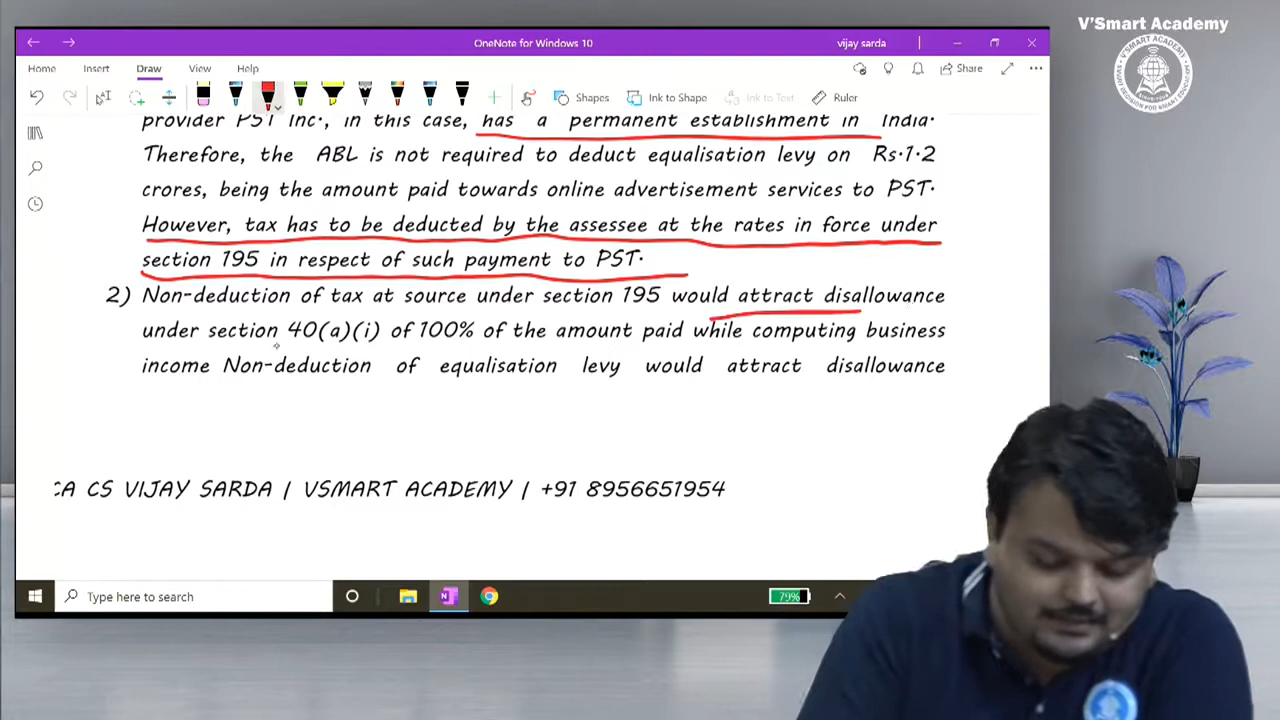 V'Smart Academy
OneNote for Windows 10
vijay sarda
Home Insert Draw View Help
Share
Shapes Ink to Shape Ink to Text Ruler
provider PST Inc., in this case, has a permanent establishment in India.
Therefore, the ABL is not required to deduct equalisation levy on Rs.1.2
crores, being the amount paid towards online advertisement services to PST.
However, tax has to be deducted by the assessee at the rates in force under
section 195 in respect of such payment to PST.
2) Non-deduction of tax at source under section 195 would attract disallowance
under section 40(a)(i) of 100% of the amount paid while computing business
income Non-deduction of equalisation levy would attract disallowance
CA CS VIJAY SARDA | VSMART ACADEMY | +91 8956651954
Type here to search
79%